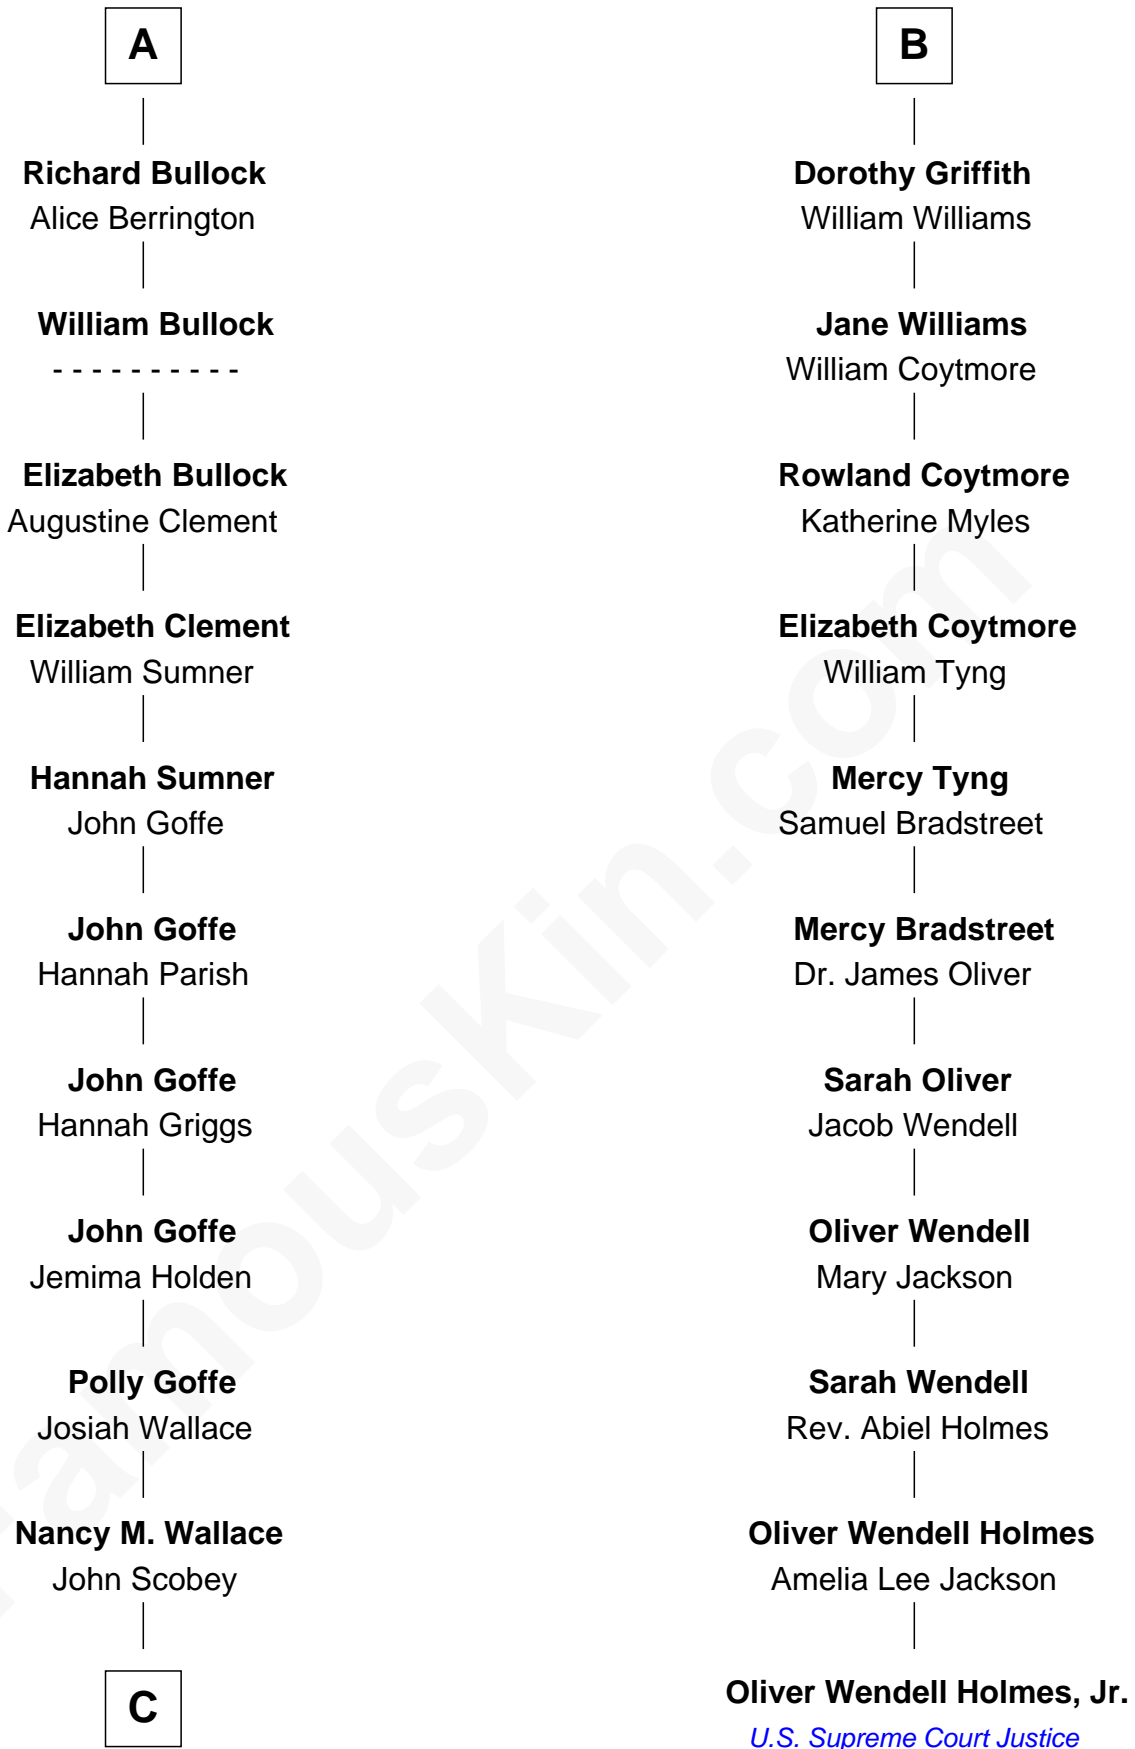 A
Richard Bullock
Alice Berrington
William Bullock
- - - - - - - - - -
Elizabeth Bullock
Augustine Clement
Elizabeth Clement
William Sumner
Hannah Sumner
John Goffe
John Goffe
Hannah Parish
John Goffe
Hannah Griggs
John Goffe
Jemima Holden
Polly Goffe
Josiah Wallace
Nancy M. Wallace
John Scobey
C
B
Dorothy Griffith
William Williams
Jane Williams
William Coytmore
Rowland Coytmore
Katherine Myles
Elizabeth Coytmore
William Tyng
Mercy Tyng
Samuel Bradstreet
Mercy Bradstreet
Dr. James Oliver
Sarah Oliver
Jacob Wendell
Oliver Wendell
Mary Jackson
Sarah Wendell
Rev. Abiel Holmes
Oliver Wendell Holmes
Amelia Lee Jackson
Oliver Wendell Holmes, Jr.
U.S. Supreme Court Justice
FamousKin.com